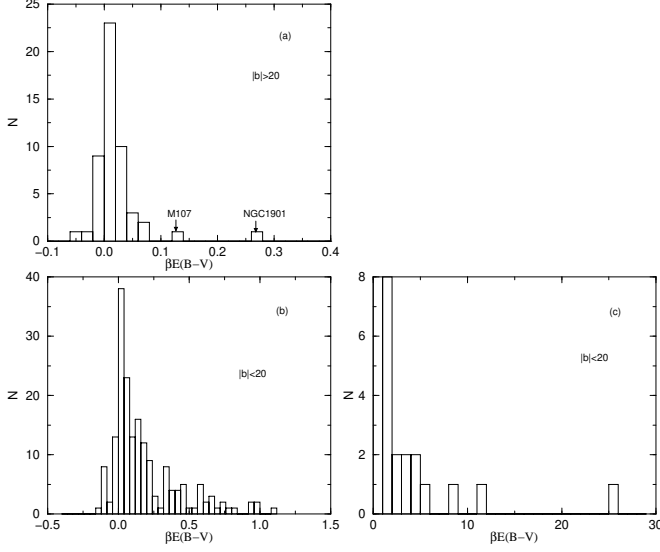 25
20
15
10
5
0
N
(a)
|b|>20
M107
NGC1901
−0.1 0.0 0.1 0.2 0.3 0.4
βE(B−V)
40
30
20
10
0
N
(b)
|b|<20
−0.5 0.0 0.5 1.0 1.5
βE(B−V)
8
6
4
2
0
N
(c)
|b|<20
0 10 20 30
βE(B−V)